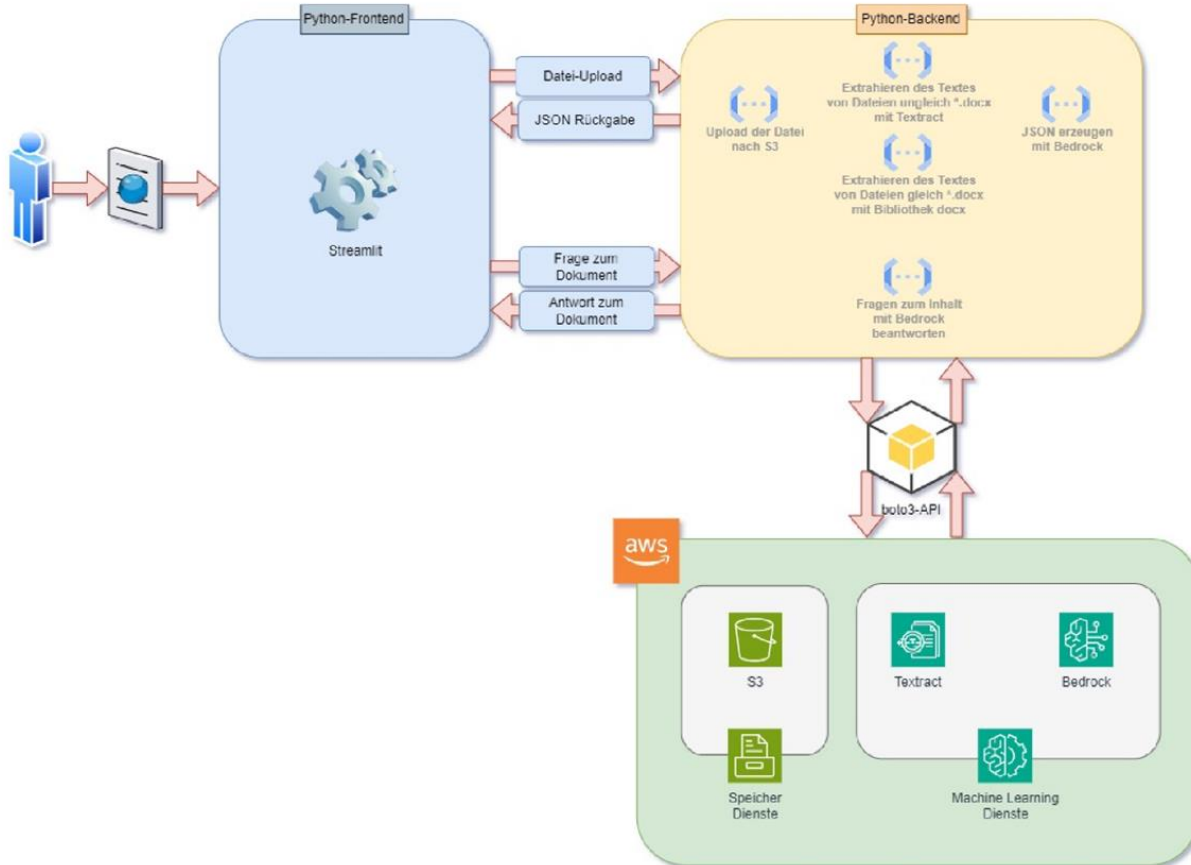 Python-Frontend
Python-Backend
Datei-Upload
JSON Rückgabe
Streamlit
Frage zum
Dokument
Antwort zum
Dokument
Upload der Datei
nach S3
Extrahieren des Textes
von Dateien ungleich *.docx
mit Textract
JSON erzeugen
mit Bedrock
Extrahieren des Textes
von Dateien gleich *.docx
mit Bibliothek docx
Fragen zum Inhalt
mit Bedrock
beantworten
boto3-API
aws
S3
Textract
Bedrock
Speicher
Dienste
Machine Learning
Dienste